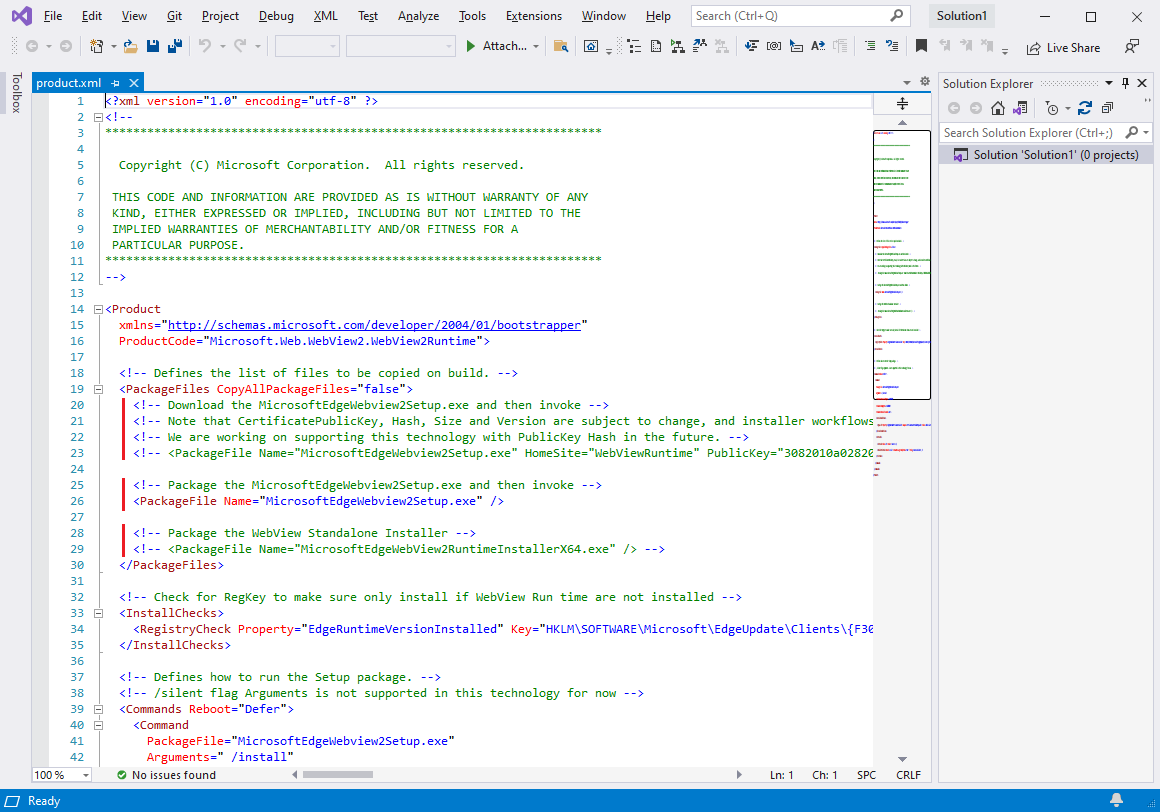 File Edit View Git Project Debug XML Test Analyze Tools Extensions Window Help Search (Ctrl+Q) Solution1
Attach... Live Share
Toolbox
product.xml
Solution Explorer
Search Solution Explorer (Ctrl+;)
Solution 'Solution1' (0 projects)
1 <?xml version="1.0" encoding="utf-8" ?>
2 <!--
3 ***********************************************************************
4
5 Copyright (C) Microsoft Corporation. All rights reserved.
6
7 THIS CODE AND INFORMATION ARE PROVIDED AS IS WITHOUT WARRANTY OF ANY
8 KIND, EITHER EXPRESSED OR IMPLIED, INCLUDING BUT NOT LIMITED TO THE
9 IMPLIED WARRANTIES OF MERCHANTABILITY AND/OR FITNESS FOR A
10 PARTICULAR PURPOSE.
11 ***********************************************************************
12 -->
13
14 <Product
15 xmlns="http://schemas.microsoft.com/developer/2004/01/bootstrapper"
16 ProductCode="Microsoft.Web.WebView2.WebView2Runtime">
17
18 <!-- Defines the list of files to be copied on build. -->
19 <PackageFiles CopyAllPackageFiles="false">
20 <!-- Download the MicrosoftEdgeWebview2Setup.exe and then invoke -->
21 <!-- Note that CertificatePublicKey, Hash, Size and Version are subject to change, and installer workflows
22 <!-- We are working on supporting this technology with PublicKey Hash in the future. -->
23 <!-- <PackageFile Name="MicrosoftEdgeWebview2Setup.exe" HomeSite="WebViewRuntime" PublicKey="3082010a02820
24
25 <!-- Package the MicrosoftEdgeWebview2Setup.exe and then invoke -->
26 <PackageFile Name="MicrosoftEdgeWebview2Setup.exe" />
27
28 <!-- Package the WebView Standalone Installer -->
29 <!-- <PackageFile Name="MicrosoftEdgeWebView2RuntimeInstallerX64.exe" /> -->
30 </PackageFiles>
31
32 <!-- Check for RegKey to make sure only install if WebView Run time are not installed -->
33 <InstallChecks>
34 <RegistryCheck Property="EdgeRuntimeVersionInstalled" Key="HKLM\SOFTWARE\Microsoft\EdgeUpdate\Clients\{F30
35 </InstallChecks>
36
37 <!-- Defines how to run the Setup package. -->
38 <!-- /silent flag Arguments is not supported in this technology for now -->
39 <Commands Reboot="Defer">
40 <Command
41 PackageFile="MicrosoftEdgeWebview2Setup.exe"
42 Arguments=" /install"
100 % No issues found Ln: 1 Ch: 1 SPC CRLF
Ready